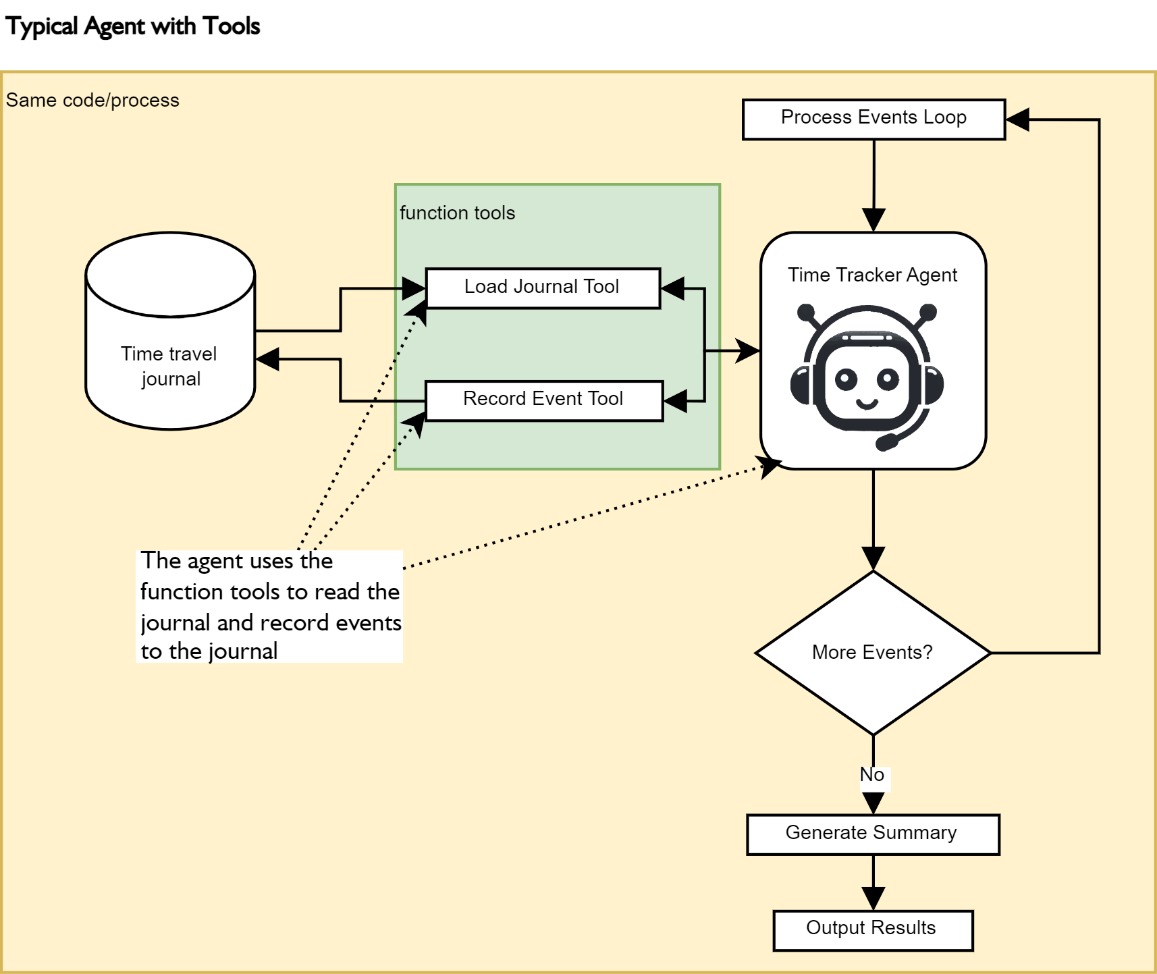 Typical Agent with Tools
Same code/process
Process Events Loop
function tools
Time Tracker Agent
Load Journal Tool
Time travel
journal
Record Event Tool
The agent uses the
function tools to read the
journal and record events
to the journal
More Events?
No
Generate Summary
Output Results